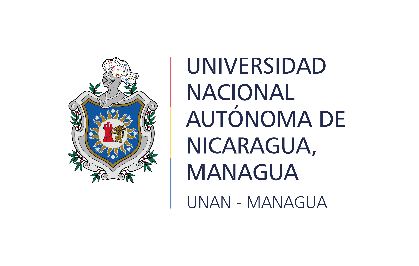 UNIVERSIDAD
NACIONAL
AUTÓNOMA DE
NICARAGUA,
MANAGUA
UNAN - MANAGUA